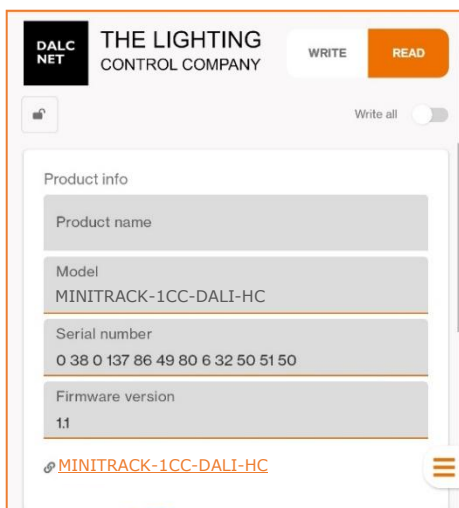 DALC
NET
THE LIGHTING
CONTROL COMPANY
WRITE
READ
Write all
Product info
Product name
Model
MINITRACK-1CC-DALI-HC
Serial number
0 38 0 137 86 49 80 6 32 50 51 50
Firmware version
1.1
MINITRACK-1CC-DALI-HC